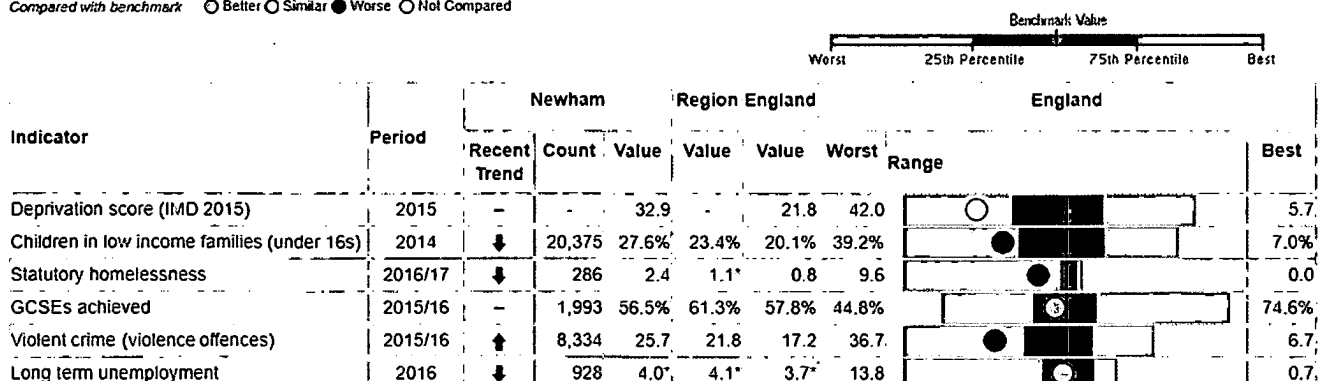 Compared with benchmark Better Similar Worse Not Compared
Benchmark Value
Worst 25th Percentile 75th Percentile Best
Newham Region England England
Indicator Period Recent Trend Count Value Value Value Worst Range Best
Deprivation score (IMD 2015) 2015 – - 32.9 - 21.8 42.0 5.7
Children in low income families (under 16s) 2014 20,375 27.6% 23.4% 20.1% 39.2% 7.0%
Statutory homelessness 2016/17 286 2.4 1.1* 0.8 9.6 0.0
GCSEs achieved 2015/16 – 1,993 56.5% 61.3% 57.8% 44.8% 74.6%
Violent crime (violence offences) 2015/16 8,334 25.7 21.8 17.2 36.7 6.7
Long term unemployment 2016 928 4.0* 4.1* 3.7* 13.8 0.7